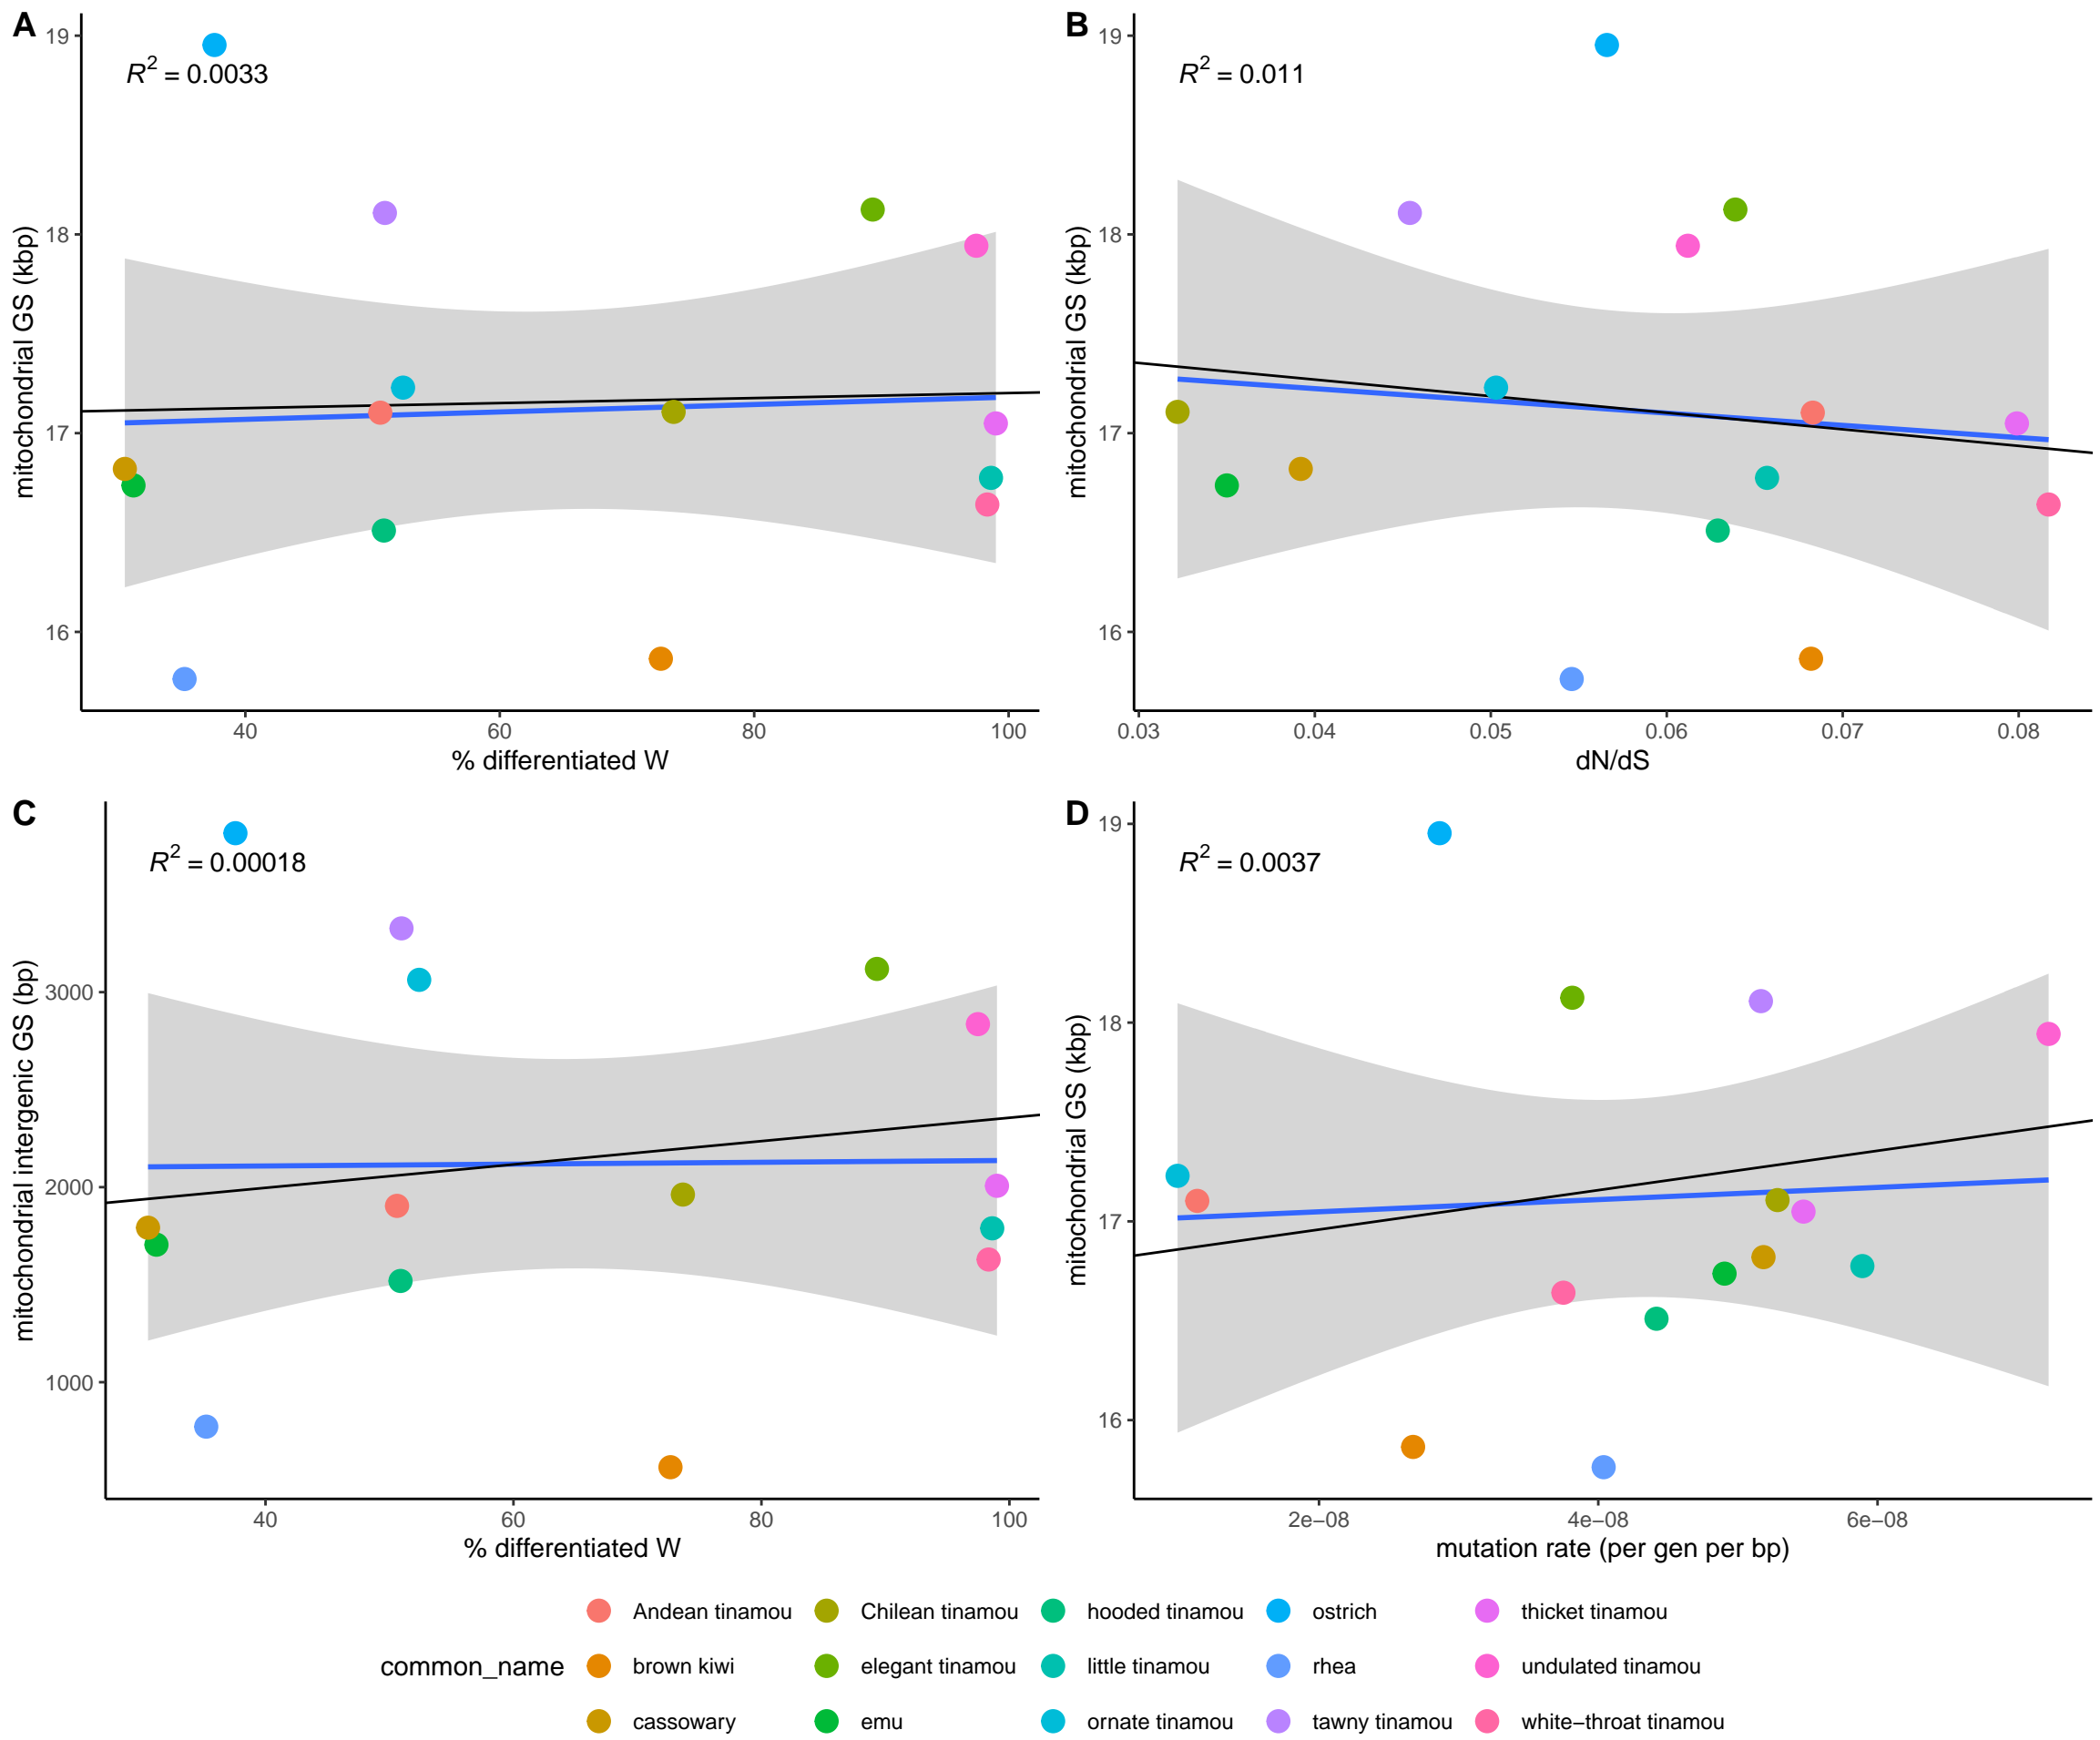 A
R² = 0.0033
mitochondrial GS (kbp)
19
18
17
16
40 60 80 100
% differentiated W
B
R² = 0.011
mitochondrial GS (kbp)
19
18
17
16
0.03 0.04 0.05 0.06 0.07 0.08
dN/dS
C
R² = 0.00018
mitochondrial intergenic GS (bp)
3000
2000
1000
40 60 80 100
% differentiated W
D
R² = 0.0037
mitochondrial GS (kbp)
19
18
17
16
2e−08 4e−08 6e−08
mutation rate (per gen per bp)
common_name
Andean tinamou
brown kiwi
cassowary
Chilean tinamou
elegant tinamou
emu
hooded tinamou
little tinamou
ornate tinamou
ostrich
rhea
tawny tinamou
thicket tinamou
undulated tinamou
white−throat tinamou